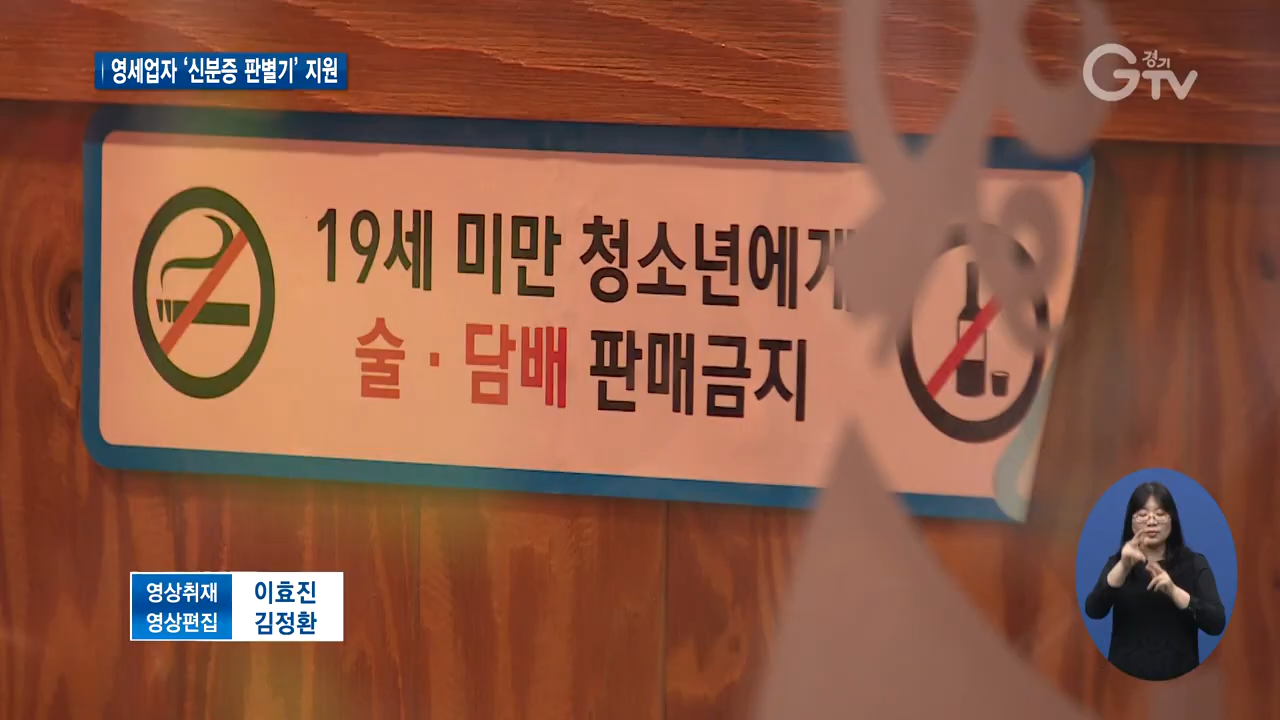 영세업자 '신분증 판별기' 지원
경기
GTV
19세 미만 청소년에게
술·담배 판매금지
영상취재 이효진
영상편집 김정환